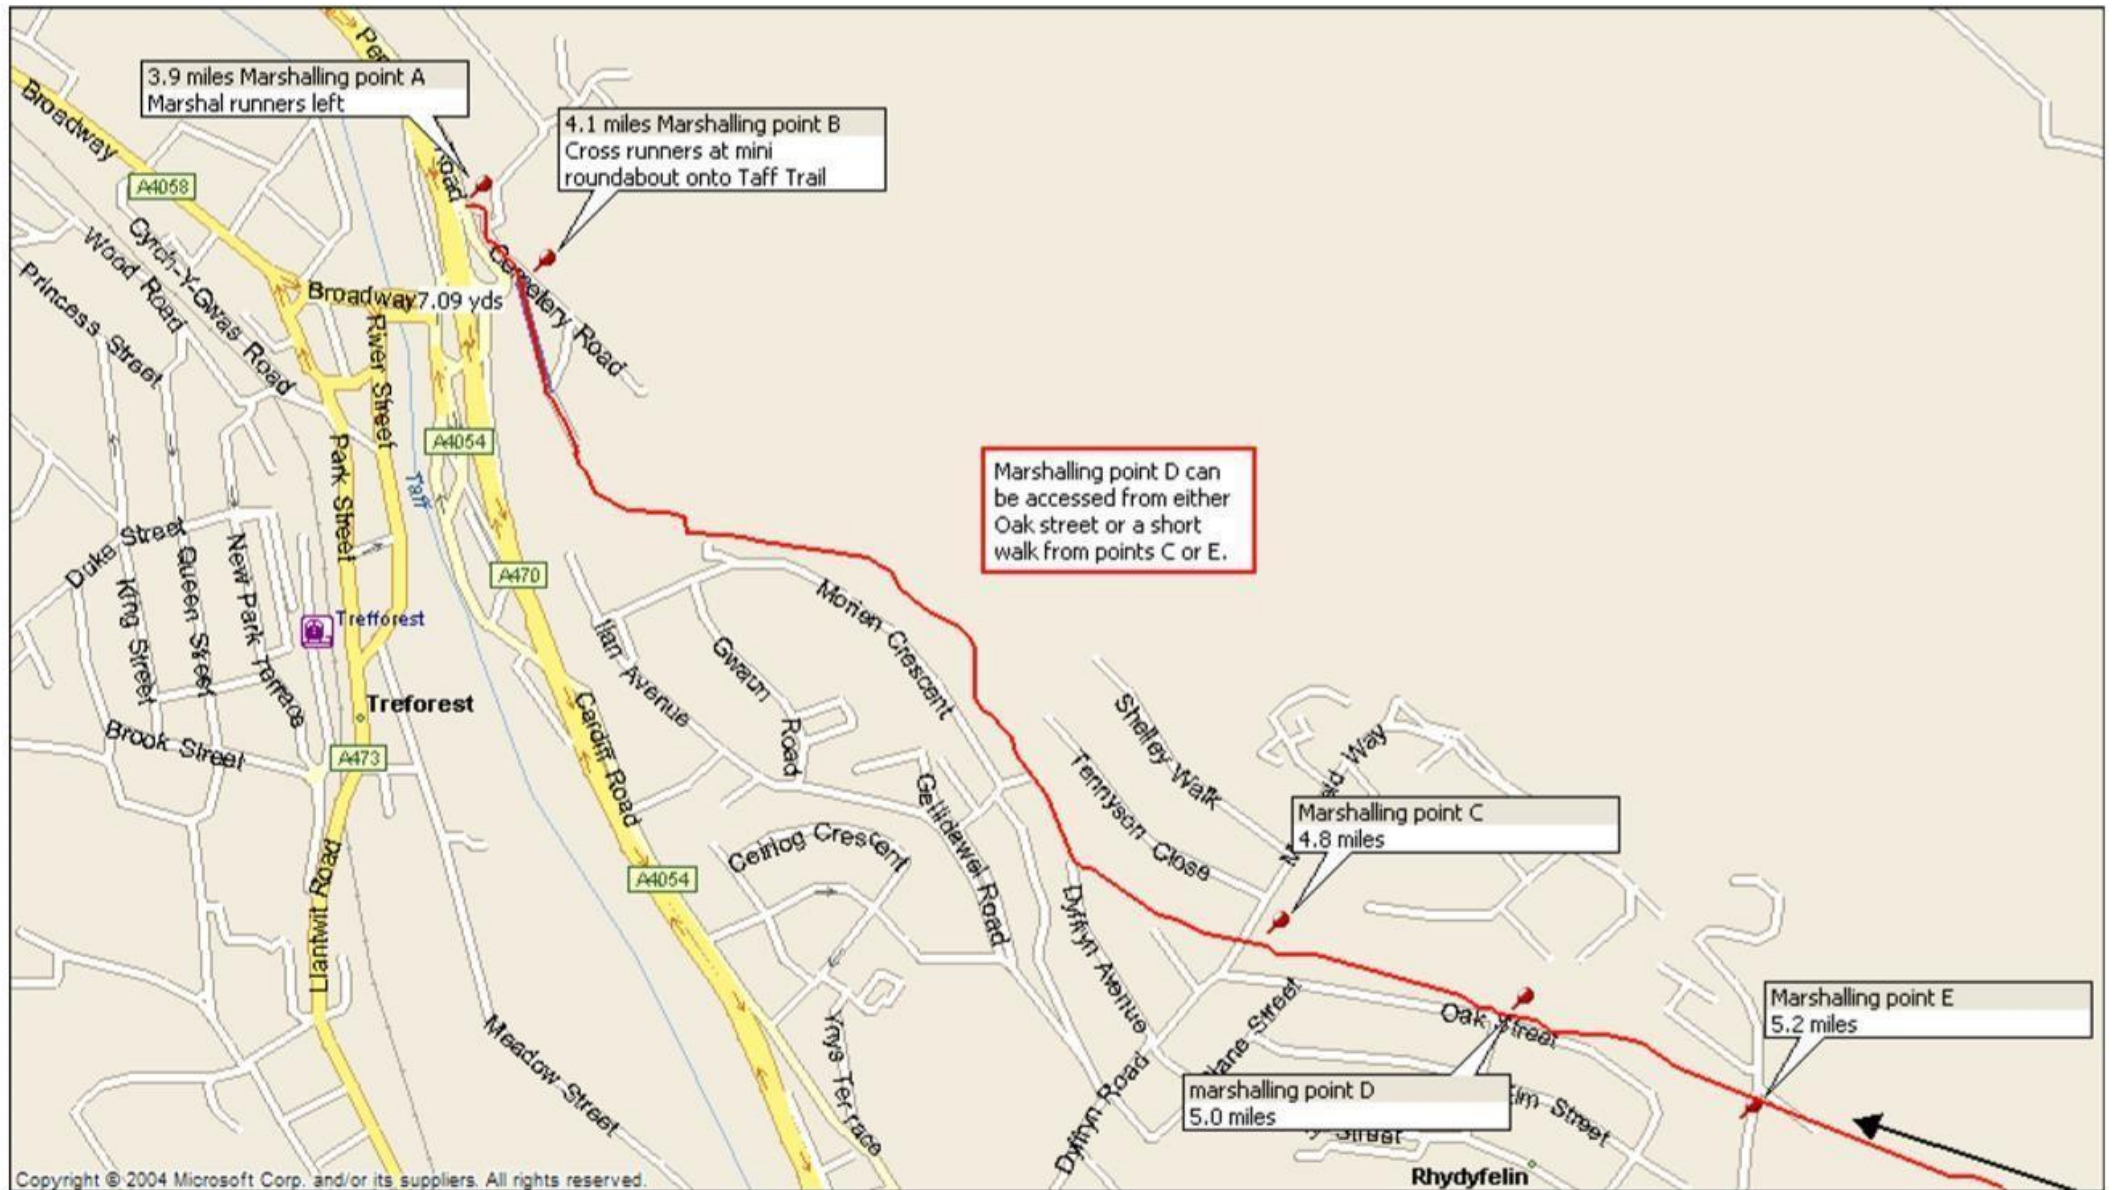 3.9 miles Marshalling point A
Marshal runners left
4.1 miles Marshalling point B
Cross runners at mini
roundabout onto Taff Trail
Broadway
A4058
Road
Cyrch-Y-Gwas Road
Wood Road
Princess Street
Broadway
7.09 yds
Cemetery Road
River Street
Park Street
A4054
Taff
Marshalling point D can
be accessed from either
Oak street or a short
walk from points C or E.
Duke Street
King Street
Queen Street
New Park Terrace
A470
Trefforest
Treforest
Brook Street
A473
Llantwit Road
Cardiff Road
A4054
Ilan Avenue
Gwaun Road
Morien Crescent
Gellidawel Road
Ceiriog Crescent
Shelley Walk
Tennyson Close
Way
Marshalling point C
4.8 miles
Dyffryn Avenue
Oak Street
Marshalling point E
5.2 miles
marshalling point D
5.0 miles
Elm Street
Street
Street
Dyffryn Road
Ynys Terrace
Meadow Street
Rhydyfelin
Copyright © 2004 Microsoft Corp. and/or its suppliers. All rights reserved.